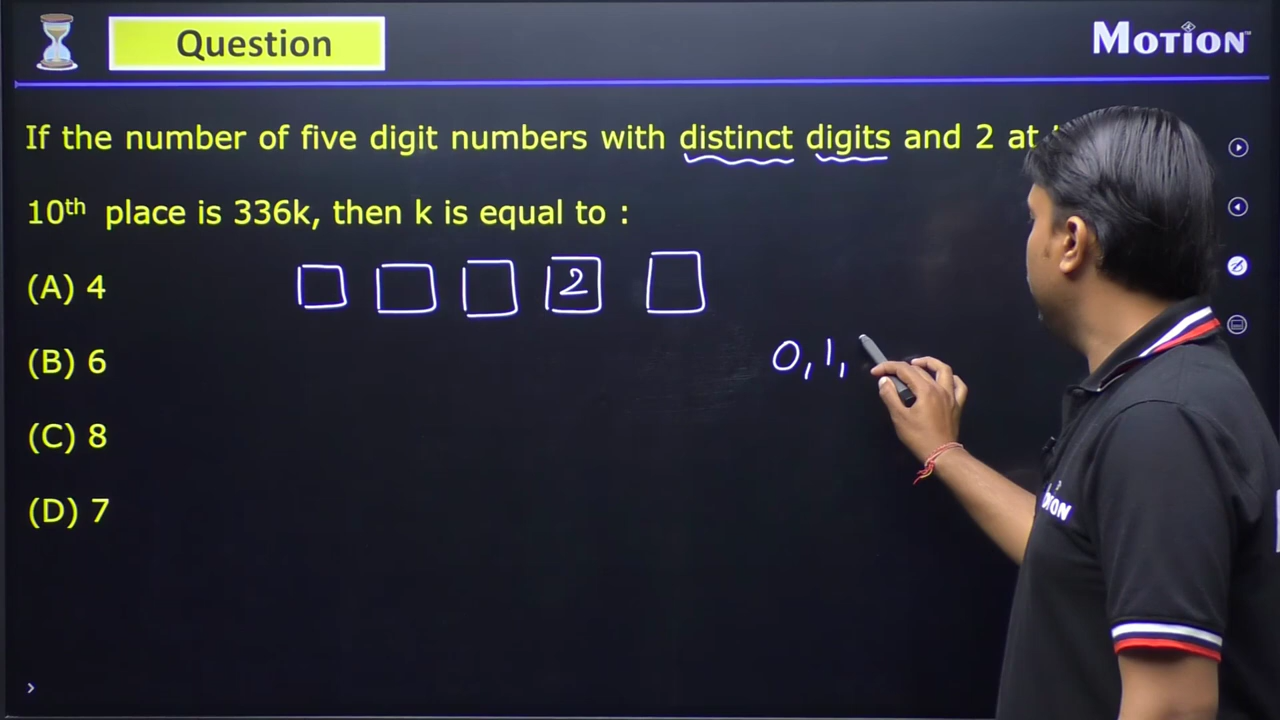 Question
MOTION
If the number of five digit numbers with distinct digits and 2 at
10th place is 336k, then k is equal to :
(A) 4
2
(B) 6
0, 1,
(C) 8
(D) 7